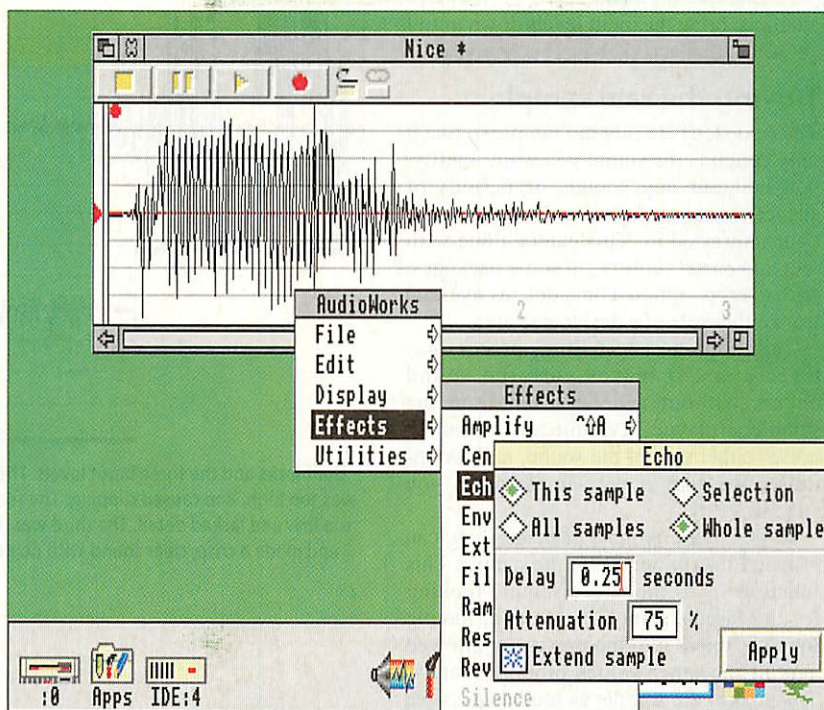 Nice *
2
3
AudioWorks
File
Edit
Display
Effects
Utilities
Effects
Amplify ^⇧A
Cen
Ech
Env
Ext
Fil
Ram
Res
Rev
Silence
Echo
This sample Selection
All samples Whole sample
Delay 0.25 seconds
Attenuation 75 %
Extend sample Apply
:0 Apps IDE:4